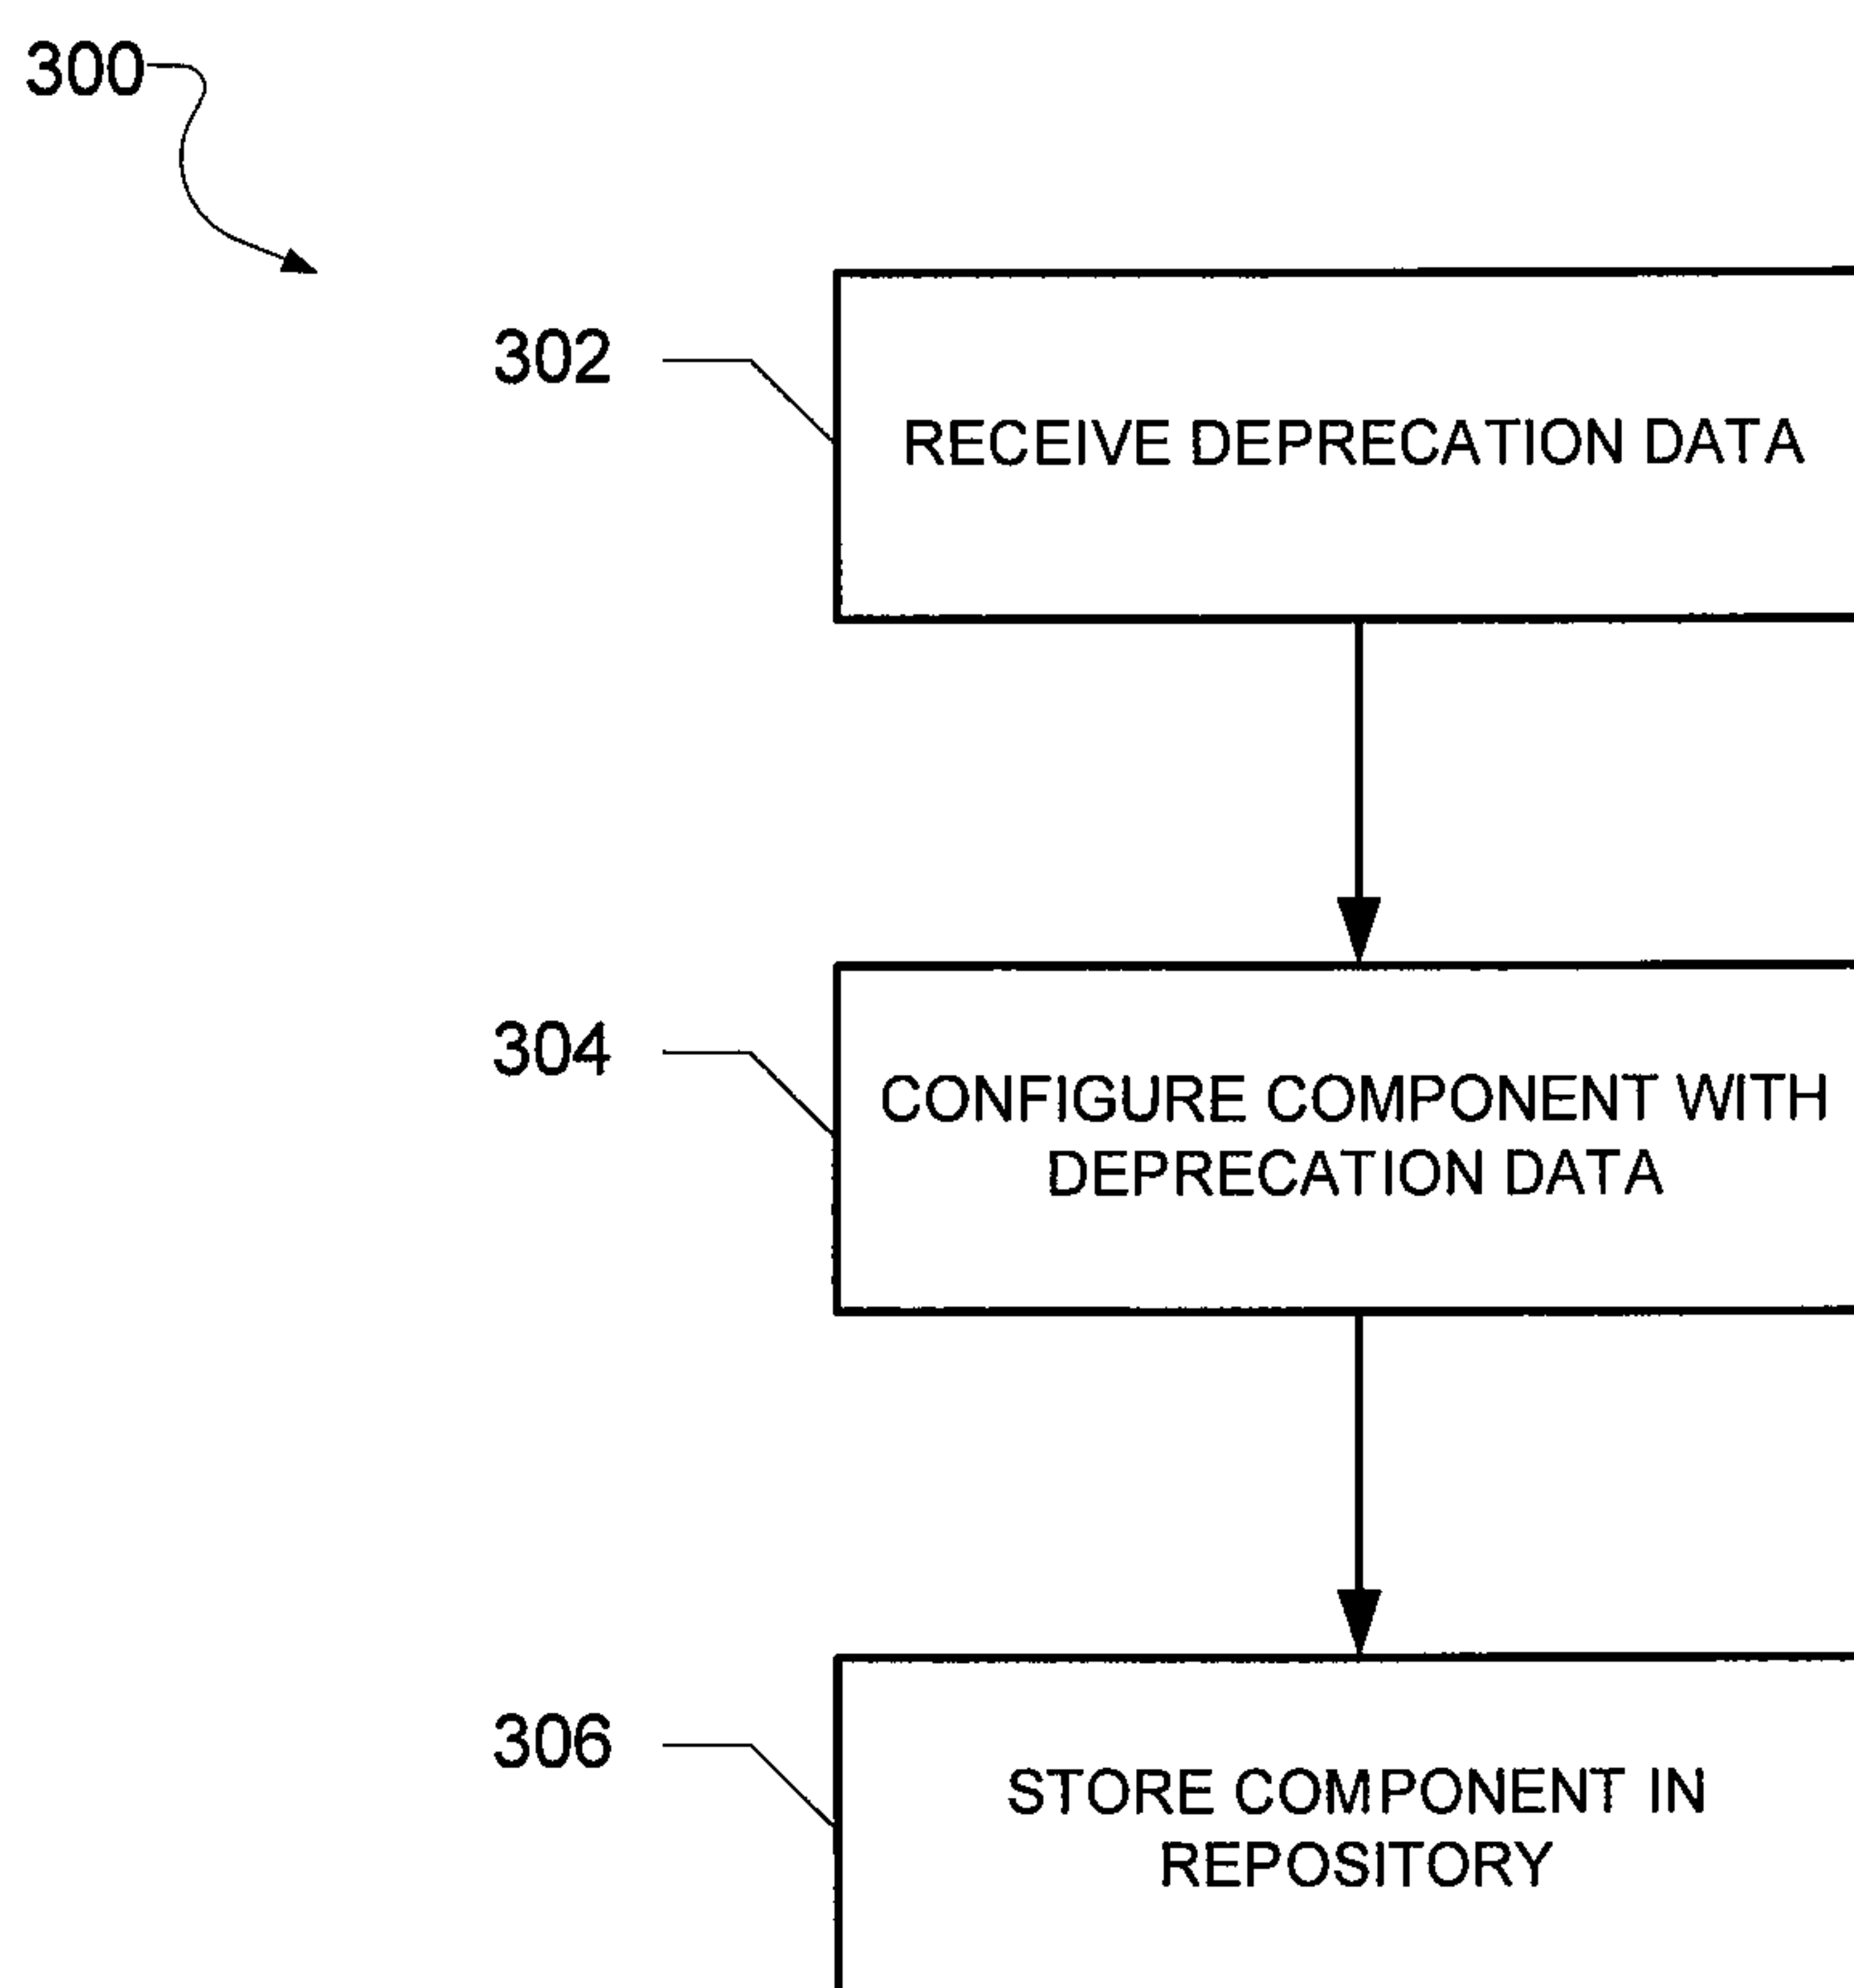 300
302
RECEIVE DEPRECATION DATA
304
CONFIGURE COMPONENT WITH
DEPRECATION DATA
306
STORE COMPONENT IN
REPOSITORY